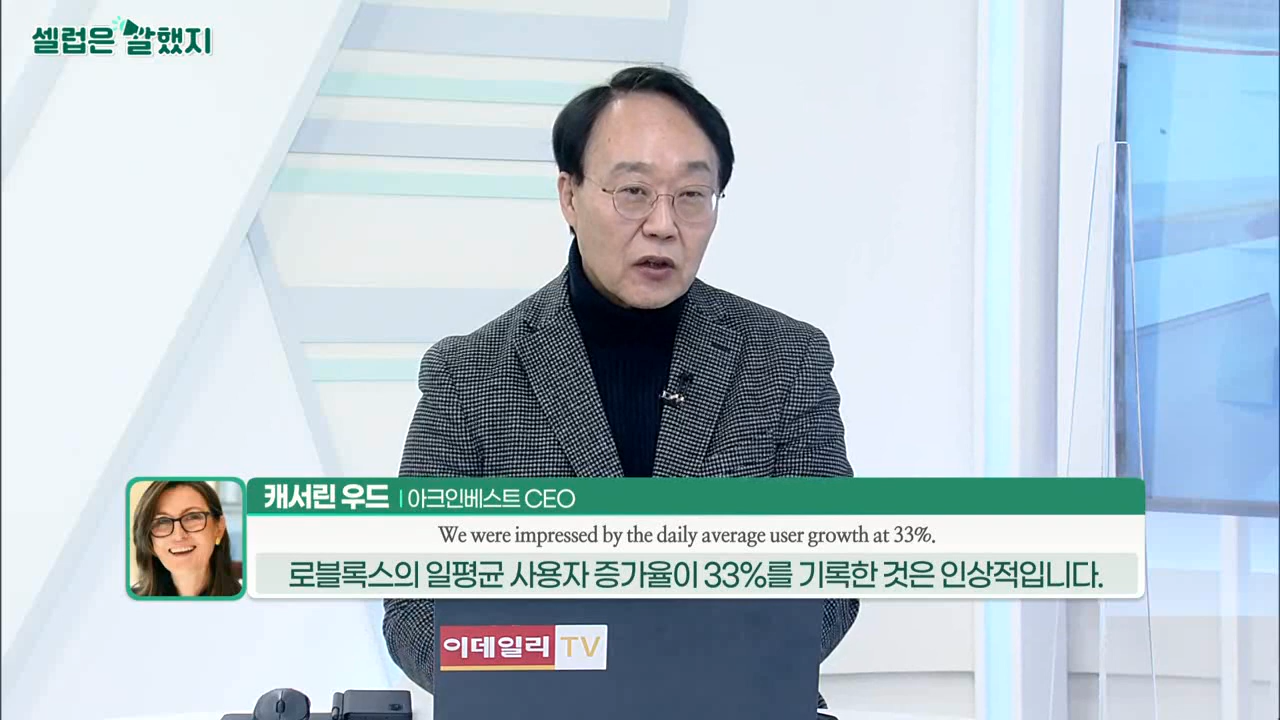 셀럽은 말했지
캐서린 우드 | 아크인베스트 CEO
We were impressed by the daily average user growth at 33%.
로블록스의 일평균 사용자 증가율이 33%를 기록한 것은 인상적입니다.
이데일리 TV